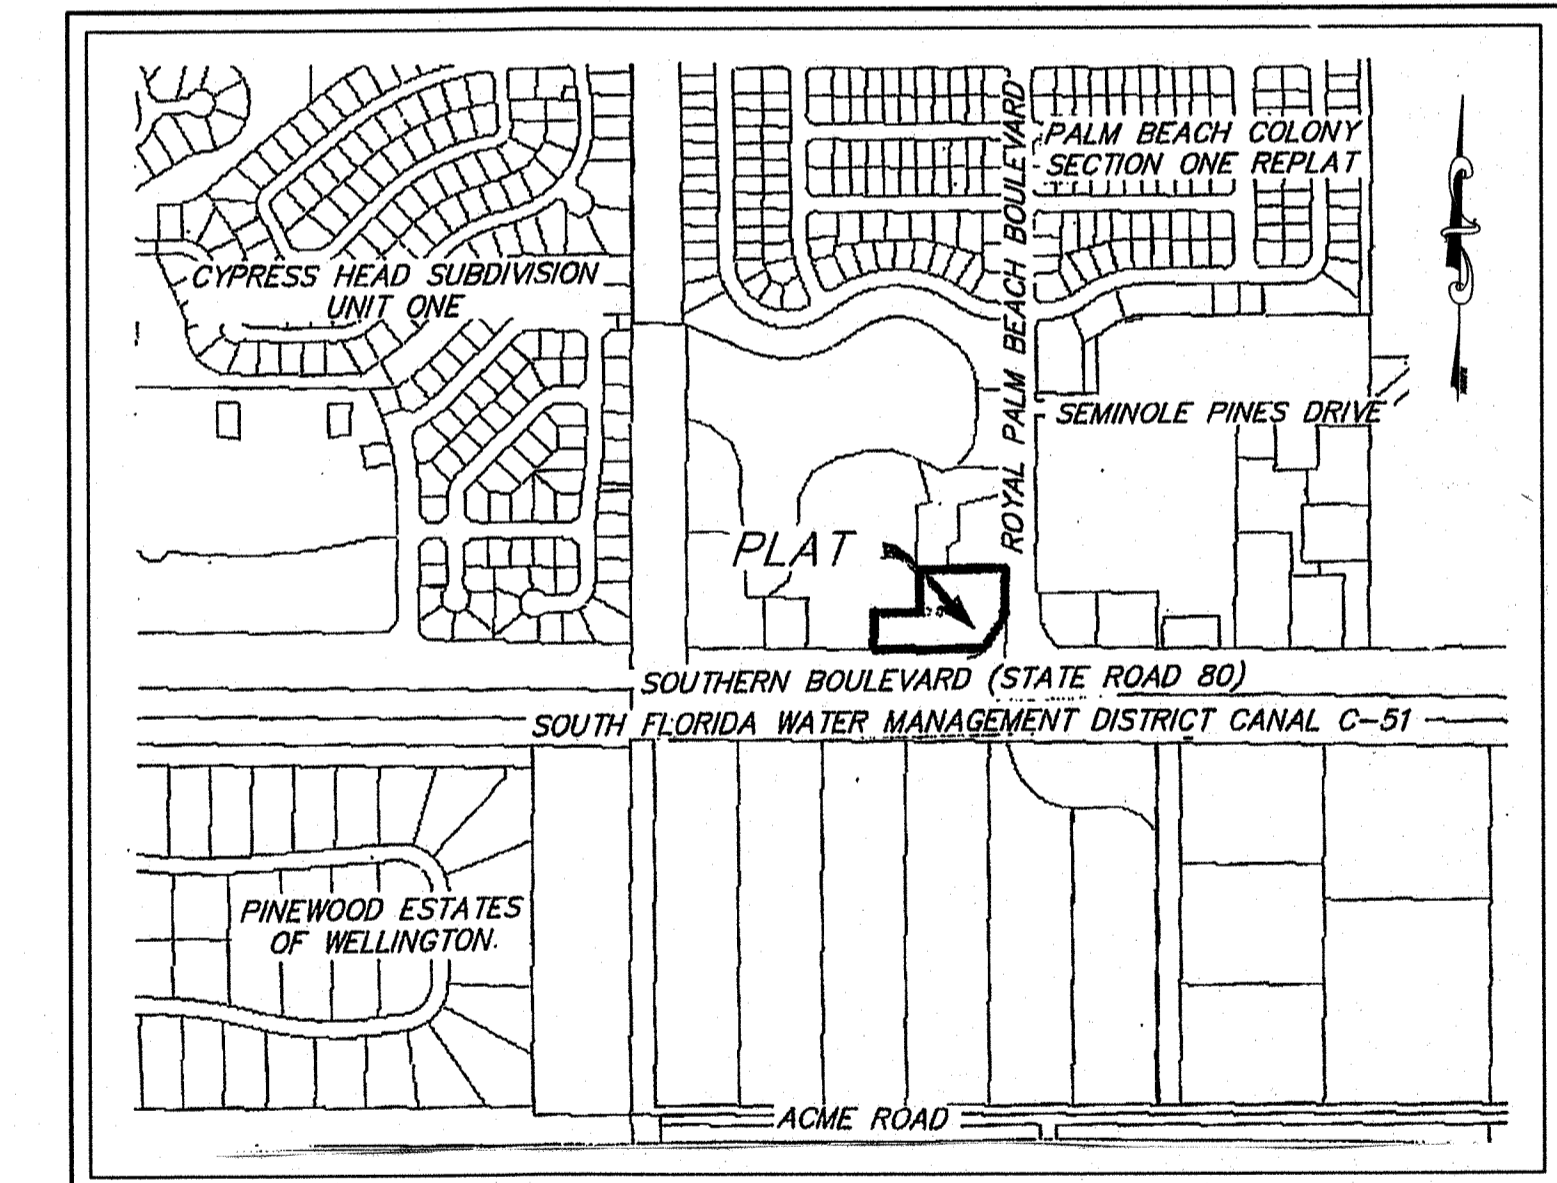 PALM BEACH COLONY
SECTION ONE REPLAT
ROYAL PALM BEACH BOULEVARD
CYPRESS HEAD SUBDIVISION
UNIT ONE
SEMINOLE PINES DRIVE
PLAT
SOUTHERN BOULEVARD (STATE ROAD 80)
SOUTH FLORIDA WATER MANAGEMENT DISTRICT CANAL C-51
PINEWOOD ESTATES
OF WELLINGTON.
ACME ROAD